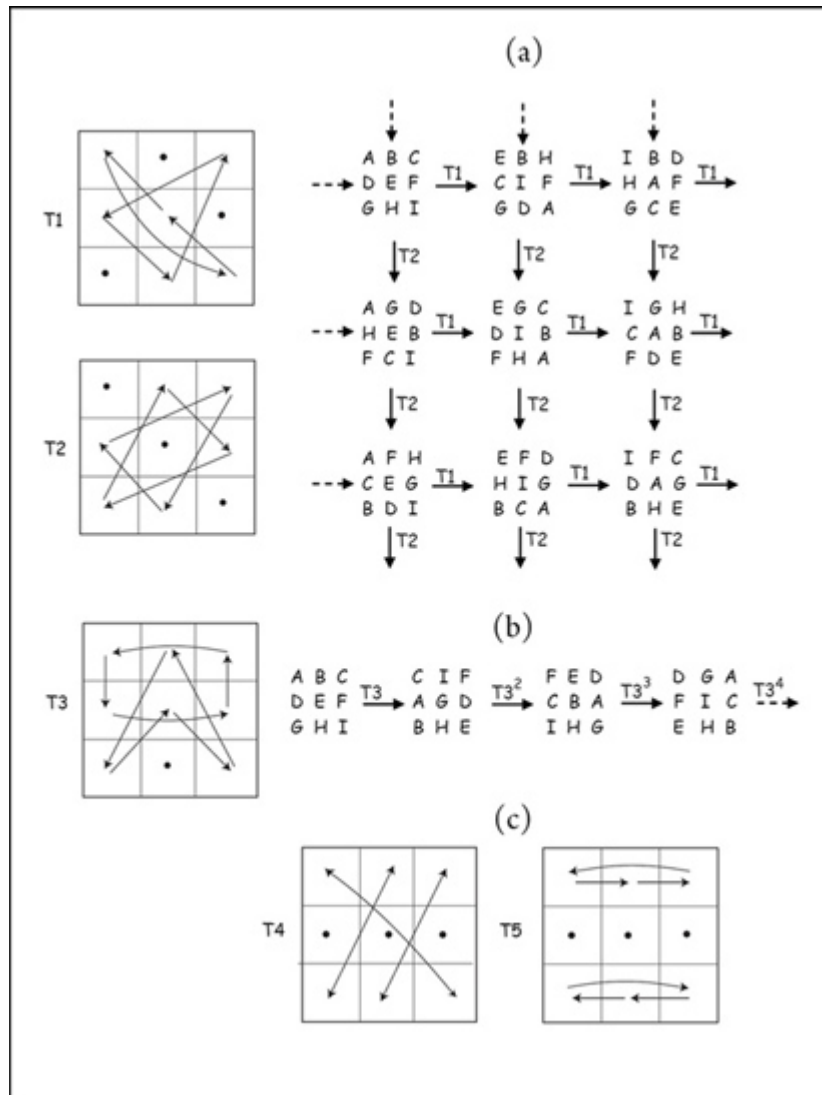 (a)
T1
A B C
D E F
G H I
T1
E B H
C I F
G D A
T1
I B D
H A F
G C E
T1
T2
T2
T2
T2
A G D
H E B
F C I
T1
E G C
D I B
F H A
T1
I G H
C A B
F D E
T1
T2
T2
T2
A F H
C E G
B D I
T1
E F D
H I G
B C A
T1
I F C
D A G
B H E
T1
T2
T2
T2
(b)
T3
A B C
D E F
G H I
T3
C I F
A G D
B H E
T3²
F E D
C B A
I H G
T3³
D G A
F I C
E H B
T3⁴
(c)
T4
T5